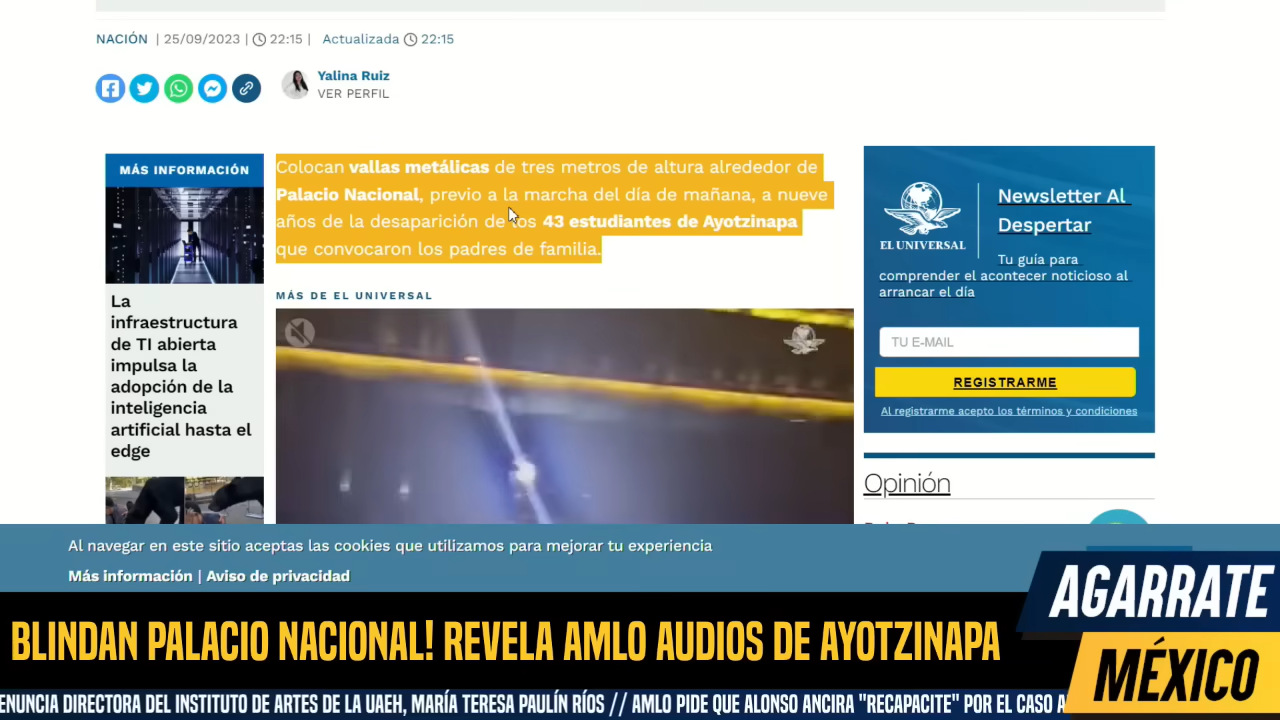 NACIÓN | 25/09/2023 | 22:15 | Actualizada 22:15
Yalina Ruiz
VER PERFIL
MÁS INFORMACIÓN
La
infraestructura
de TI abierta
impulsa la
adopción de la
inteligencia
artificial hasta el
edge
Colocan vallas metálicas de tres metros de altura alrededor de
Palacio Nacional, previo a la marcha del día de mañana, a nueve
años de la desaparición de los 43 estudiantes de Ayotzinapa
que convocaron los padres de familia.
MÁS DE EL UNIVERSAL
EL UNIVERSAL
Newsletter Al
Despertar
Tu guía para
comprender el acontecer noticioso al
arrancar el día
TU E-MAIL
REGISTRARME
Al registrarme acepto los términos y condiciones
Opinión
Al navegar en este sitio aceptas las cookies que utilizamos para mejorar tu experiencia
Más información | Aviso de privacidad
AGARRATE
MÉXICO
BLINDAN PALACIO NACIONAL! REVELA AMLO AUDIOS DE AYOTZINAPA
ENUNCIA DIRECTORA DEL INSTITUTO DE ARTES DE LA UAEH, MARÍA TERESA PAULÍN RÍOS // AMLO PIDE QUE ALONSO ANCIRA "RECAPACITE" POR EL CASO A